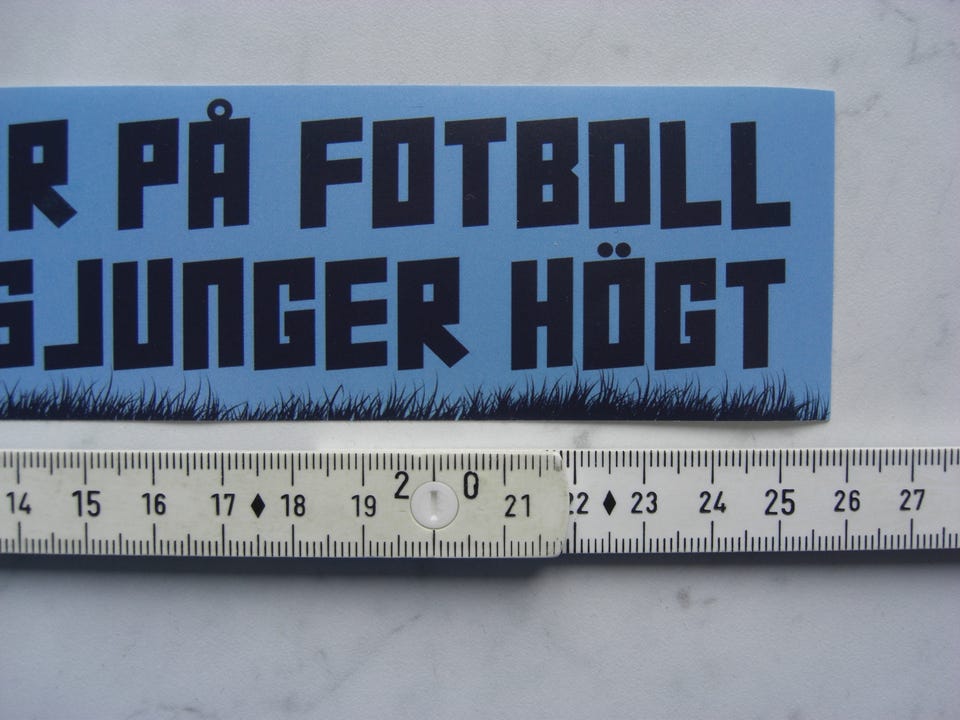 R PÅ FOTBOLL
SJUNGER HÖGT
14 15 16 17 18 19 20 21 22 23 24 25 26 27